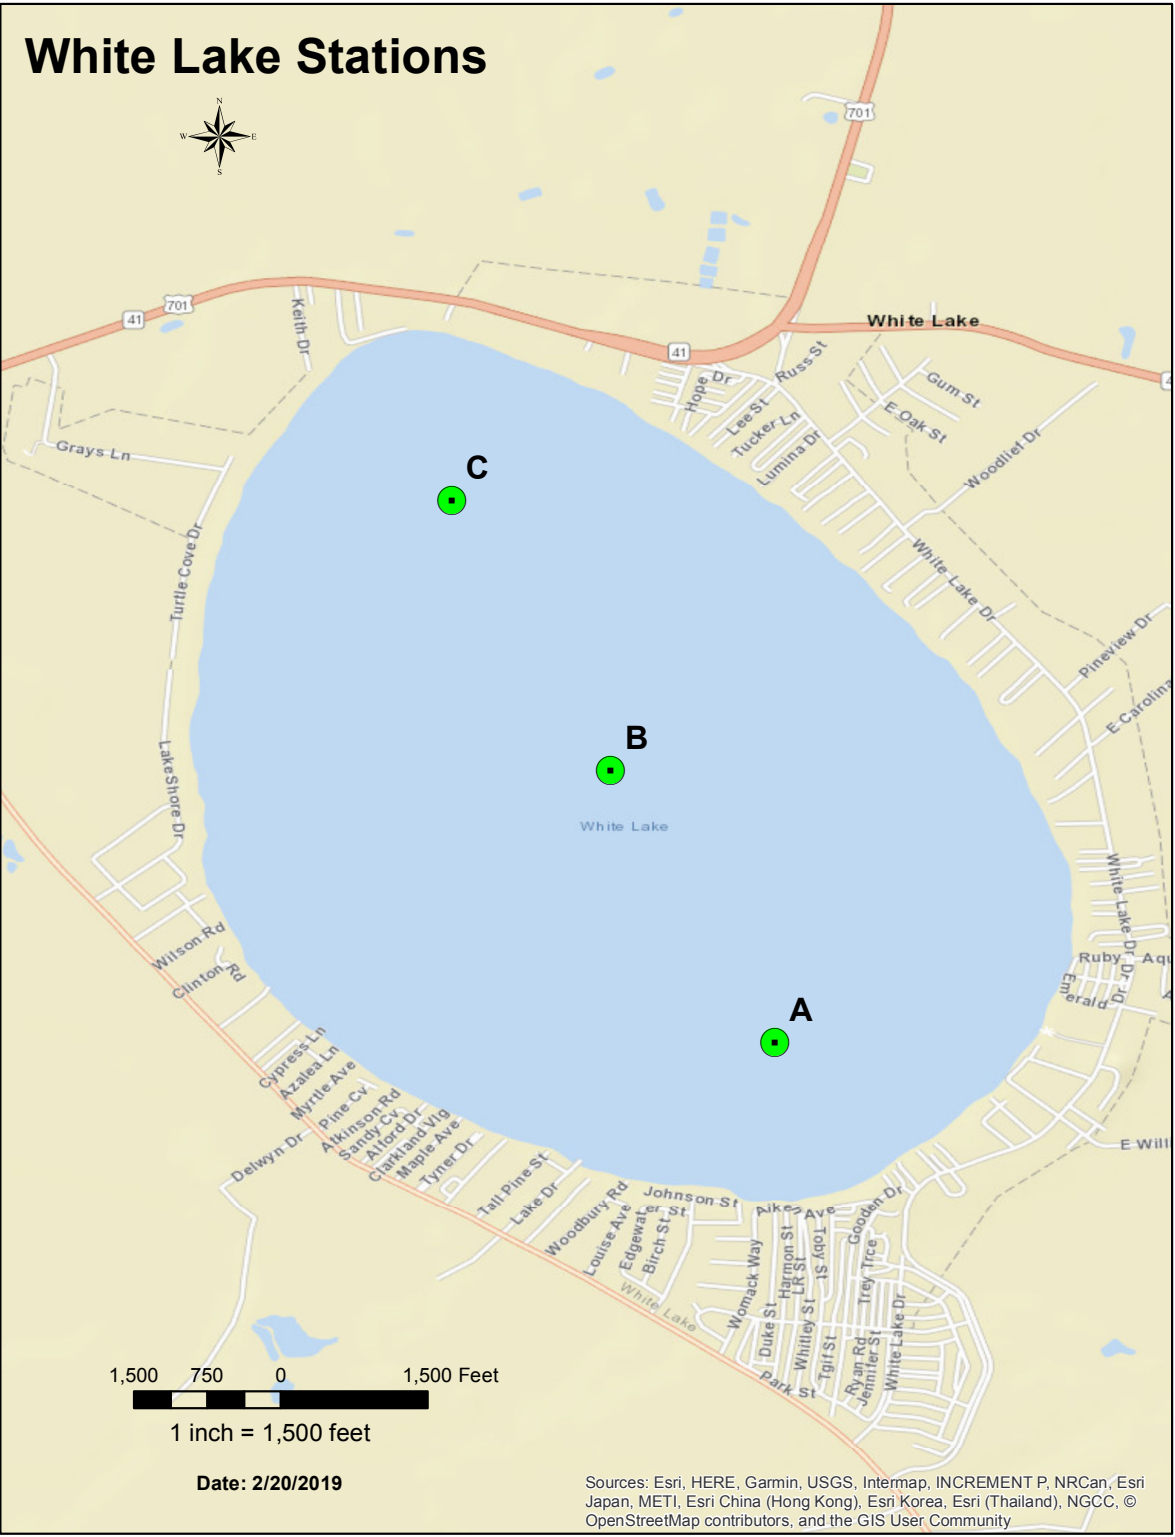 White Lake Stations
N
W E
S
701
Keith Dr
701
41
41
White Lake
4
Russ St
Hope Dr
Gum St
Lee St
E Oak St
Tucker Ln
Lumina Dr
Woodlief Dr
Grays Ln
C
Turtle Cove Dr
White Lake Dr
Pineview Dr
E Carolina
B
White Lake
LakeShore Dr
White Lake Dr
Wilson Rd
Clinton Rd
Ruby
Aqu
Dr
Dr
Emerald
A
Cypress Ln
Azalea Ln
Myrtle Ave
Pine Cv
Atkinson Rd
Sandy Cv
Alford Dr
Clarkland Vlg
Maple Ave
Tyner Dr
Delwyn Dr
E Will
Tall Pine St
Lake Dr
Woodbury Rd
Louise Ave
Johnson St
Edgewater St
Birch St
Aiken Ave
Gooden Dr
Womack Way
Harmon St
LR St
Toby St
Trey Trce
White Lake
Duke St
Whitley St
Tgif St
Ryan Rd
Jennifer St
White Lake Dr
Park St
1,500 750 0 1,500 Feet
1 inch = 1,500 feet
Date: 2/20/2019
Sources: Esri, HERE, Garmin, USGS, Intermap, INCREMENT P, NRCan, Esri
Japan, METI, Esri China (Hong Kong), Esri Korea, Esri (Thailand), NGCC, ©
OpenStreetMap contributors, and the GIS User Community